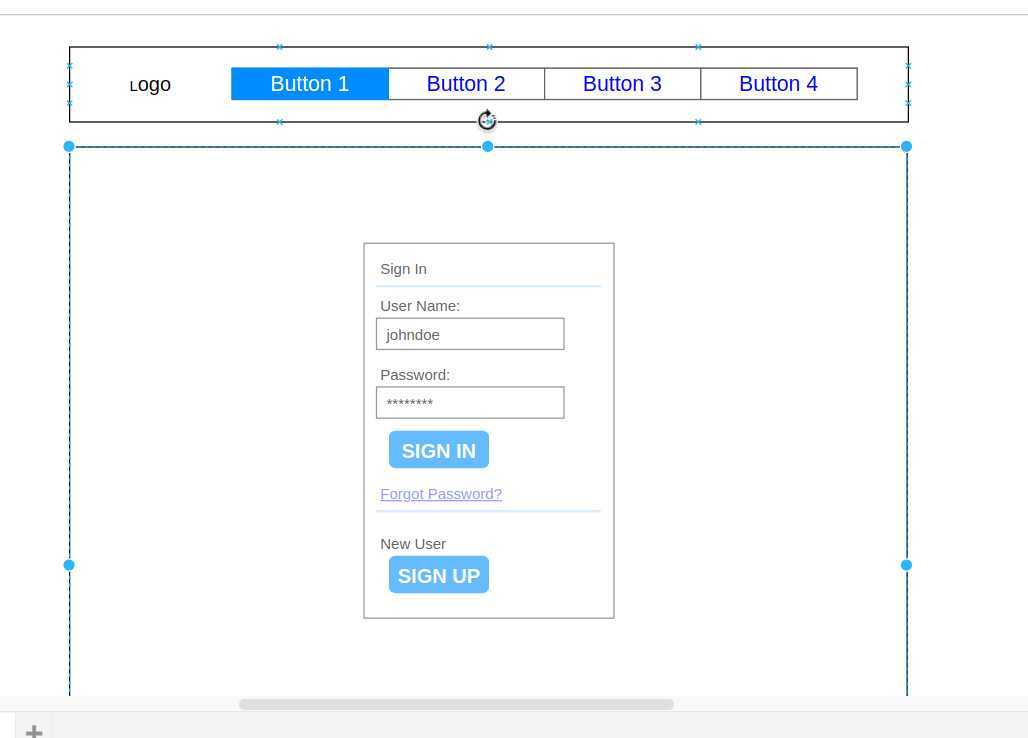 Logo
Button 1 Button 2 Button 3 Button 4
Sign In
User Name:
johndoe
Password:
********
SIGN IN
Forgot Password?
New User
SIGN UP